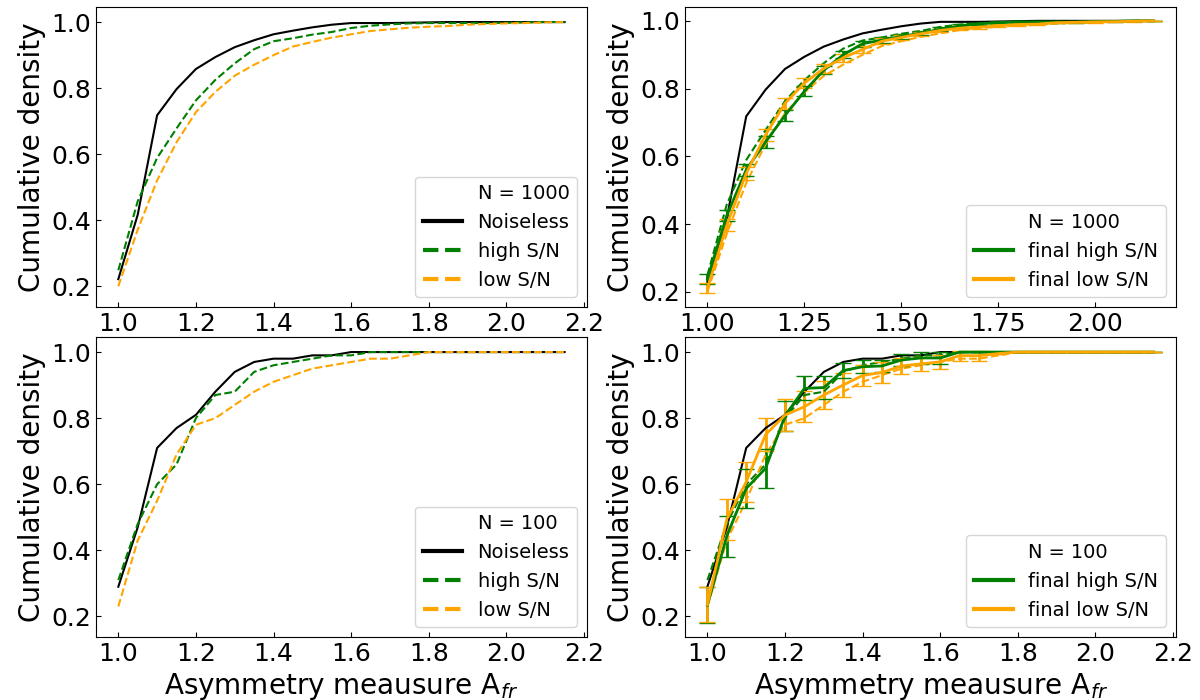 Cumulative density
1.0
0.8
0.6
0.4
0.2
N = 1000
Noiseless
high S/N
low S/N
1.0 1.2 1.4 1.6 1.8 2.0 2.2
Cumulative density
1.0
0.8
0.6
0.4
0.2
N = 1000
final high S/N
final low S/N
1.00 1.25 1.50 1.75 2.00
Cumulative density
1.0
0.8
0.6
0.4
0.2
N = 100
Noiseless
high S/N
low S/N
1.0 1.2 1.4 1.6 1.8 2.0 2.2
Asymmetry meausure A_fr
Cumulative density
1.0
0.8
0.6
0.4
0.2
N = 100
final high S/N
final low S/N
1.0 1.2 1.4 1.6 1.8 2.0 2.2
Asymmetry meausure A_fr